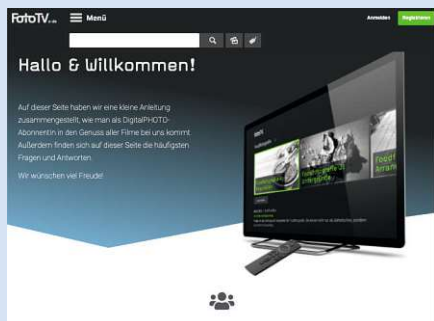 FotoTV.
Menü
Anmelden
Registrieren
Hallo & Willkommen!
Auf dieser Seite haben wir eine kleine Anleitung
zusammengestellt, wie man als DigitalPHOTO-
AbonnentIn in den Genuss aller Filme bei uns kommt
Außerdem finden sich auf dieser Seite die häufigsten
Fragen und Antworten.
Wir wünschen viel Freude!